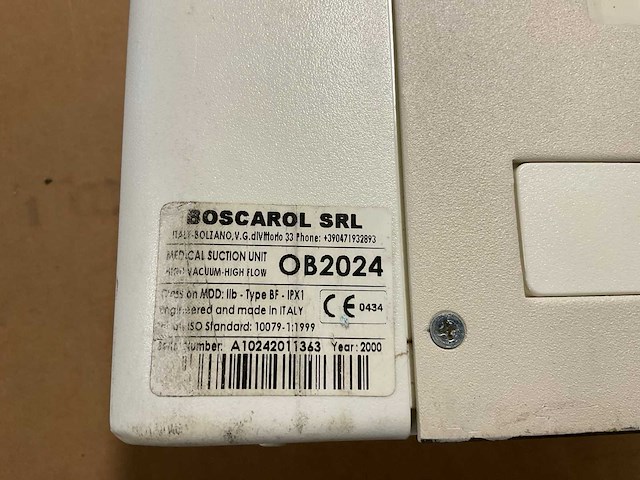 BOSCAROL SRL
ITALY-BOLZANO, V.G.diVittorio 33 Phone: +390471932893
MEDICAL SUCTION UNIT
HIGH VACUUM-HIGH FLOW
OB2024
on MDD: IIb - Type BF - IPX1
engineered and made in ITALY
CE 0434
ISO Standard: 10079-1:1999
Number: A10242011363 Year: 2000